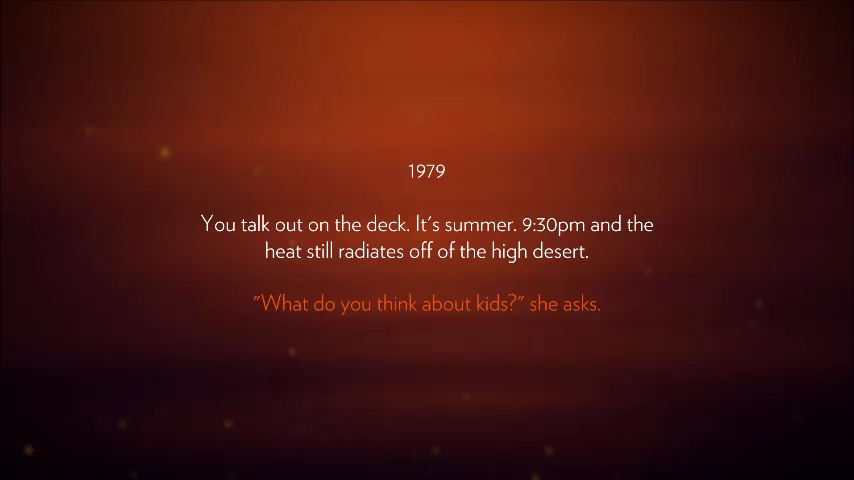 1979
You talk out on the deck. It's summer. 9:30pm and the
heat still radiates off of the high desert.
"What do you think about kids?" she asks.